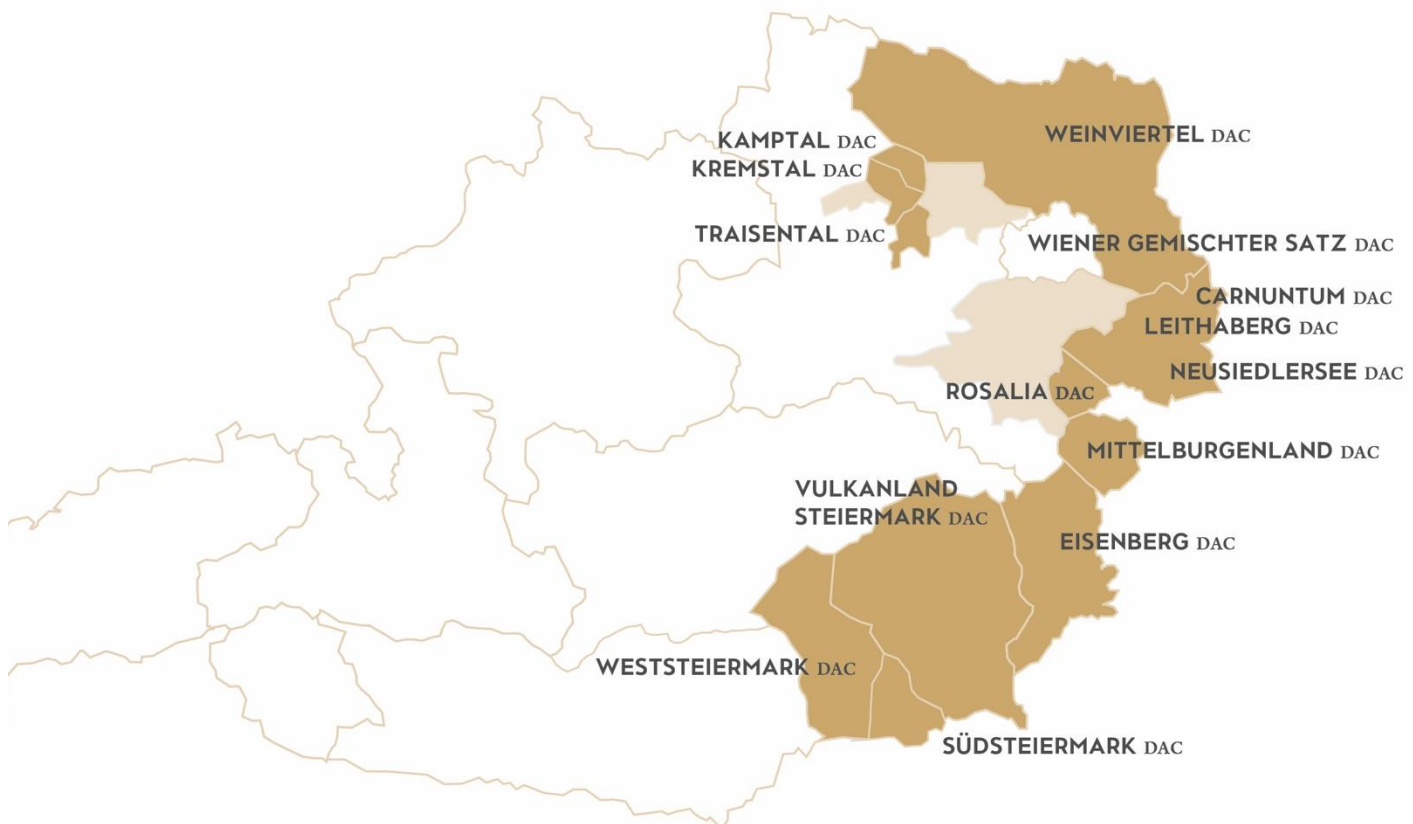 WEINVIERTEL DAC
KAMPTAL DAC
KREMSTAL DAC
TRAISENTAL DAC
WIENER GEMISCHTER SATZ DAC
CARNUNTUM DAC
LEITHABERG DAC
NEUSIEDLERSEE DAC
ROSALIA DAC
MITTELBURGENLAND DAC
VULKANLAND
STEIERMARK DAC
EISENBERG DAC
WESTSTEIERMARK DAC
SÜDSTEIERMARK DAC